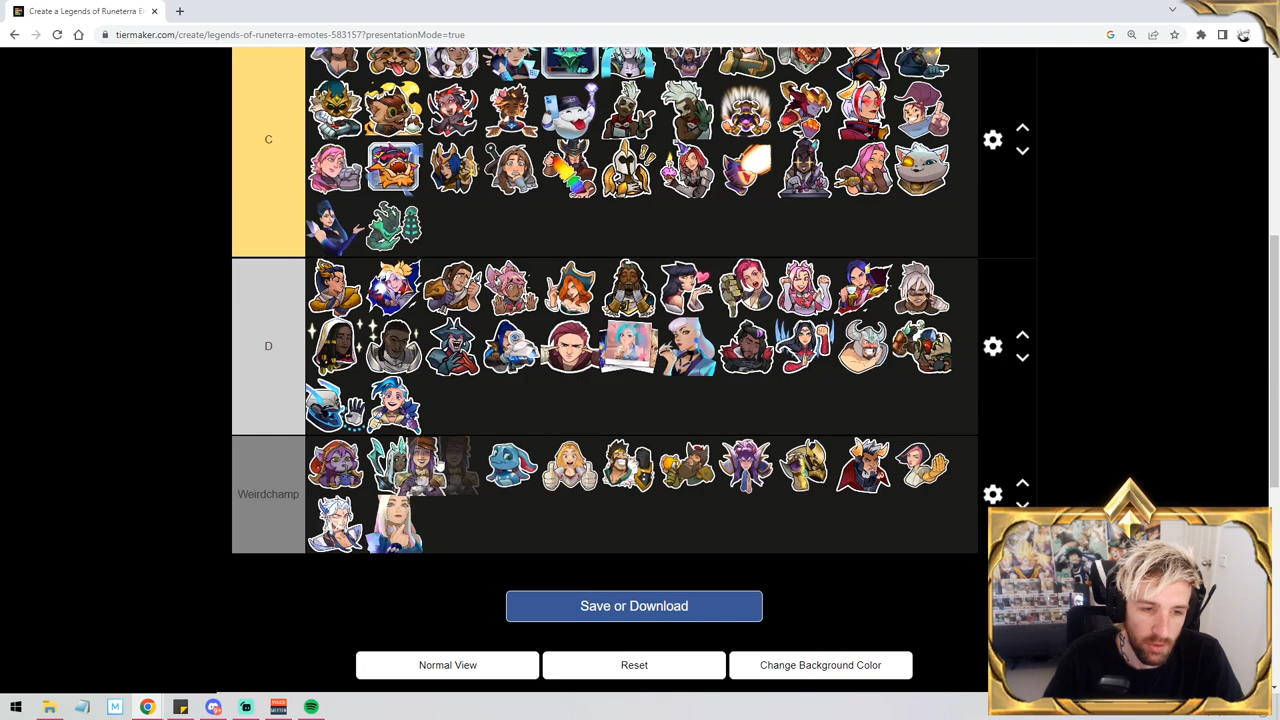 Create a Legends of Runeterra E
tiermaker.com/create/legends-of-runeterra-emotes-583157?presentationMode=true
C
D
Weirdchamp
Save or Download
Normal View
Reset
Change Background Color